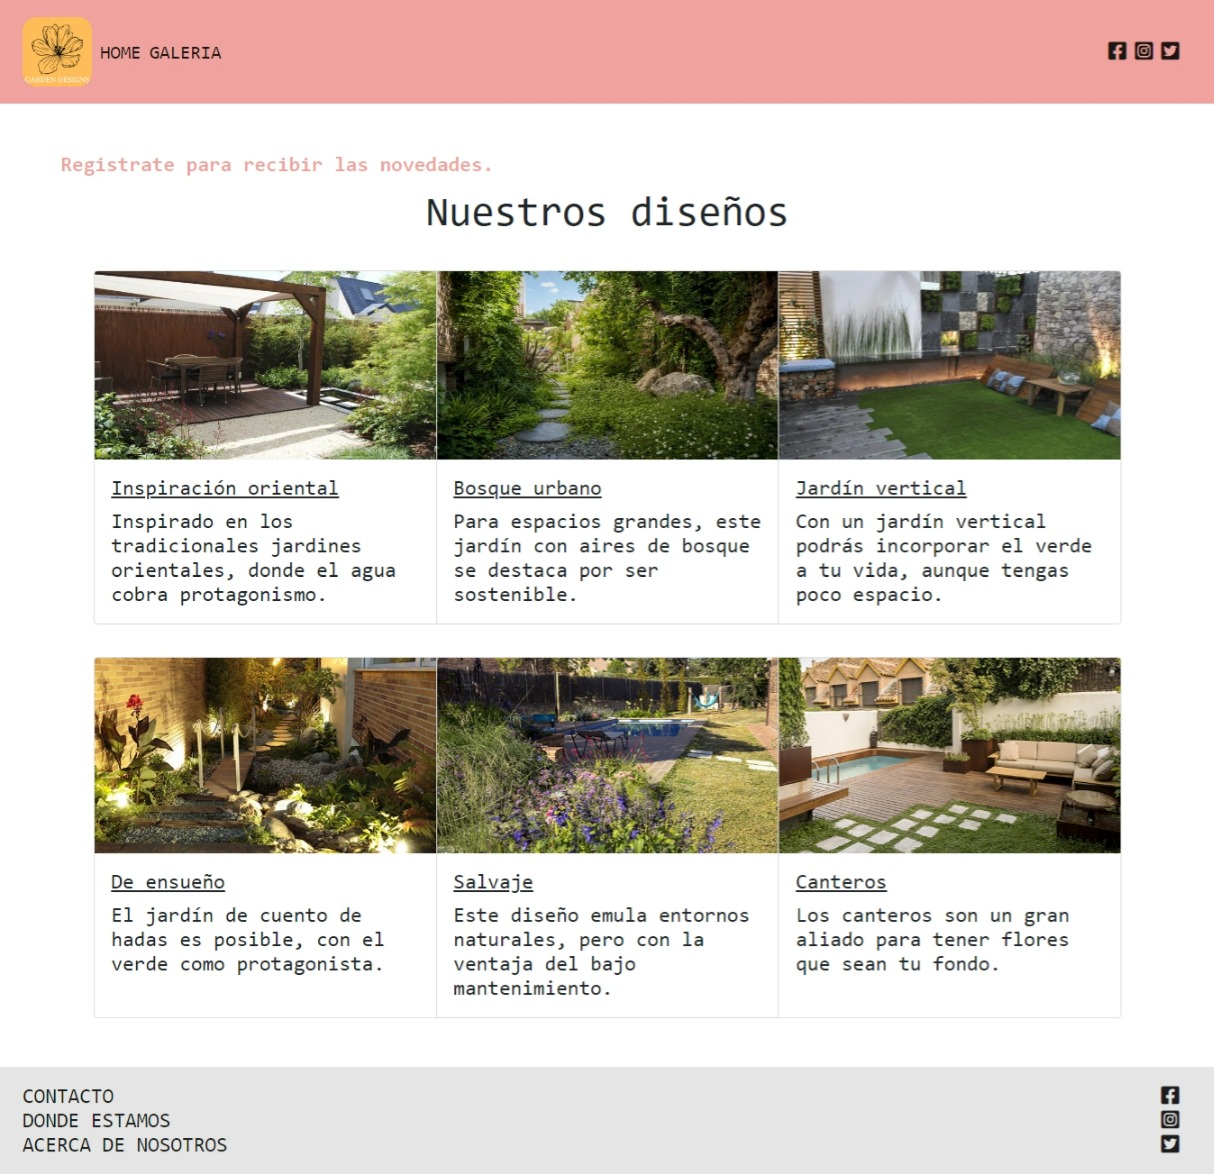 GARDEN DESIGNS
HOME GALERIA
Registrate para recibir las novedades.
Nuestros diseños
Inspiración oriental
Inspirado en los
tradicionales jardines
orientales, donde el agua
cobra protagonismo.
Bosque urbano
Para espacios grandes, este
jardín con aires de bosque
se destaca por ser
sostenible.
Jardín vertical
Con un jardín vertical
podrás incorporar el verde
a tu vida, aunque tengas
poco espacio.
De ensueño
El jardín de cuento de
hadas es posible, con el
verde como protagonista.
Salvaje
Este diseño emula entornos
naturales, pero con la
ventaja del bajo
mantenimiento.
Canteros
Los canteros son un gran
aliado para tener flores
que sean tu fondo.
CONTACTO
DONDE ESTAMOS
ACERCA DE NOSOTROS